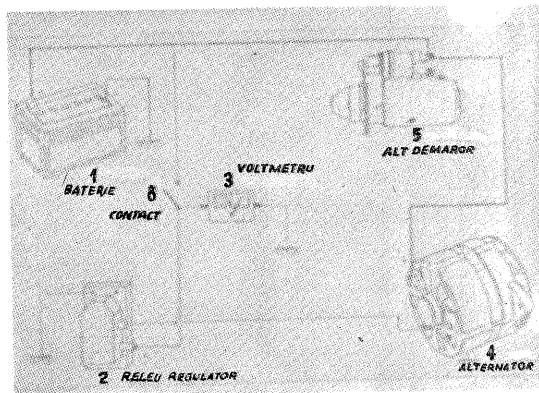 5
ALT DEMAROR
1
BATERIE
3
VOLTMETRU
6
CONTACT
4
ALTERNATOR
2 RELEU REGULATOR